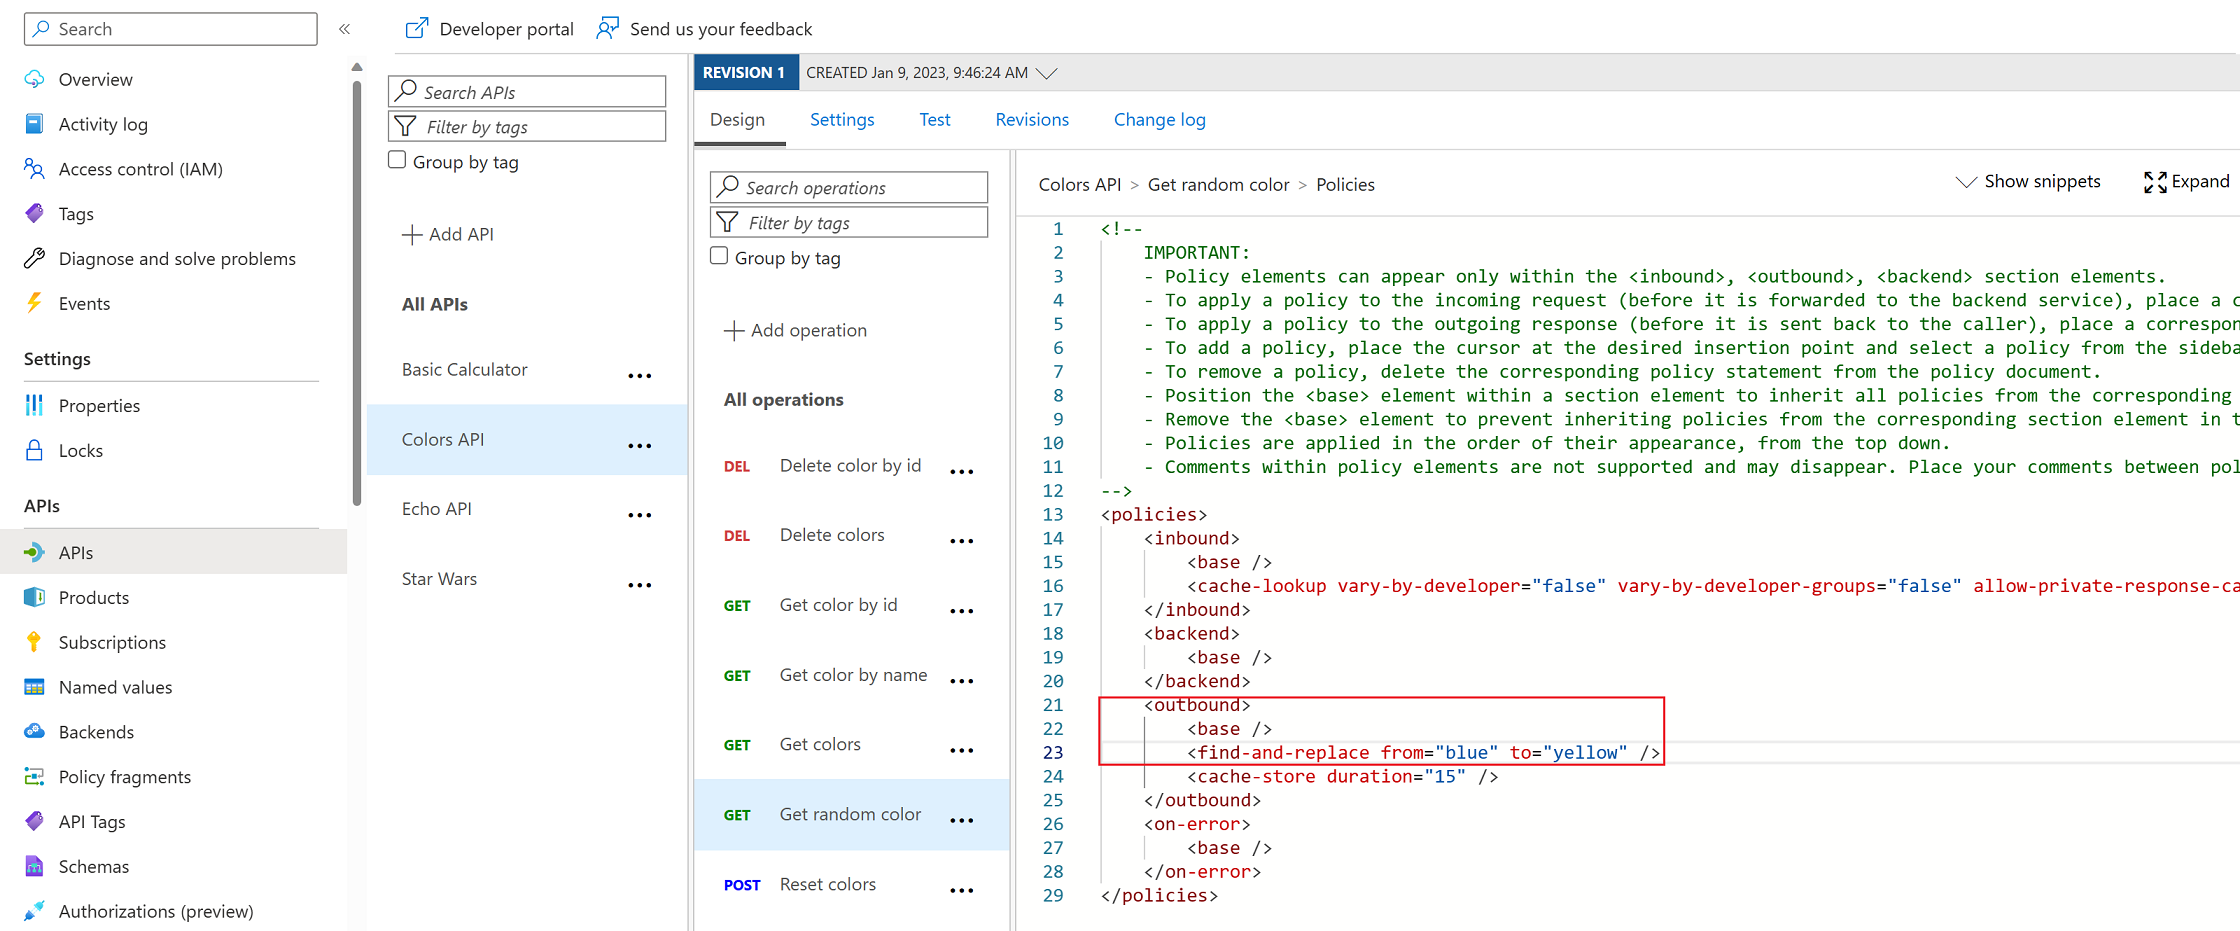 Search
«
Overview
Activity log
Access control (IAM)
Tags
Diagnose and solve problems
Events
Settings
Properties
Locks
APIs
APIs
Products
Subscriptions
Named values
Backends
Policy fragments
API Tags
Schemas
Authorizations (preview)
Developer portal
Send us your feedback
Search APIs
Filter by tags
Group by tag
Add API
All APIs
Basic Calculator ...
Colors API ...
Echo API ...
Star Wars ...
REVISION 1 CREATED Jan 9, 2023, 9:46:24 AM
Design Settings Test Revisions Change log
Search operations
Filter by tags
Group by tag
Add operation
All operations
DEL Delete color by id ...
DEL Delete colors ...
GET Get color by id ...
GET Get color by name ...
GET Get colors ...
GET Get random color ...
POST Reset colors ...
Colors API > Get random color > Policies
Show snippets Expand
1 <!--
2 IMPORTANT:
3 - Policy elements can appear only within the <inbound>, <outbound>, <backend> section elements.
4 - To apply a policy to the incoming request (before it is forwarded to the backend service), place a c
5 - To apply a policy to the outgoing response (before it is sent back to the caller), place a correspon
6 - To add a policy, place the cursor at the desired insertion point and select a policy from the sideba
7 - To remove a policy, delete the corresponding policy statement from the policy document.
8 - Position the <base> element within a section element to inherit all policies from the corresponding
9 - Remove the <base> element to prevent inheriting policies from the corresponding section element in t
10 - Policies are applied in the order of their appearance, from the top down.
11 - Comments within policy elements are not supported and may disappear. Place your comments between pol
12 -->
13 <policies>
14 <inbound>
15 <base />
16 <cache-lookup vary-by-developer="false" vary-by-developer-groups="false" allow-private-response-ca
17 </inbound>
18 <backend>
19 <base />
20 </backend>
21 <outbound>
22 <base />
23 <find-and-replace from="blue" to="yellow" />
24 <cache-store duration="15" />
25 </outbound>
26 <on-error>
27 <base />
28 </on-error>
29 </policies>